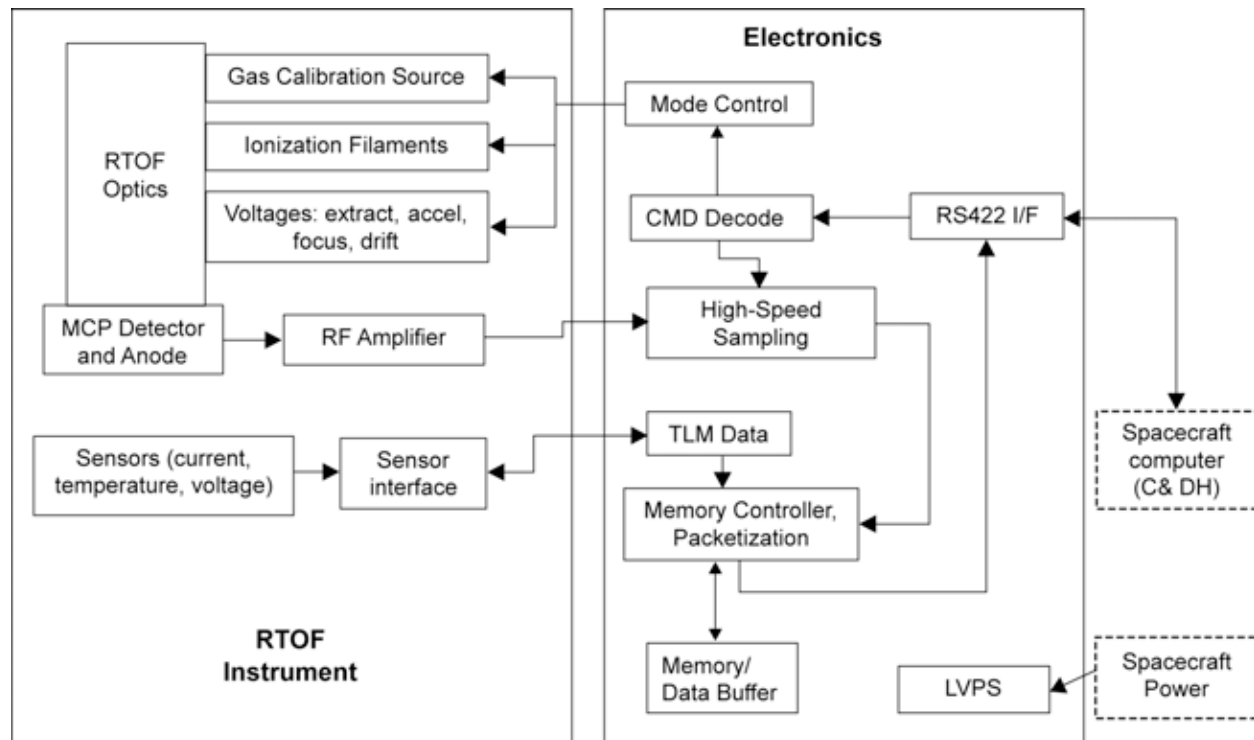 Electronics
Gas Calibration Source
Mode Control
Ionization Filaments
RTOF
Optics
Voltages: extract, accel,
focus, drift
CMD Decode
RS422 I/F
MCP Detector
and Anode
RF Amplifier
High-Speed
Sampling
TLM Data
Sensors (current,
temperature, voltage)
Sensor
interface
Memory Controller,
Packetization
Spacecraft
computer
(C& DH)
RTOF
Instrument
Memory/
Data Buffer
LVPS
Spacecraft
Power